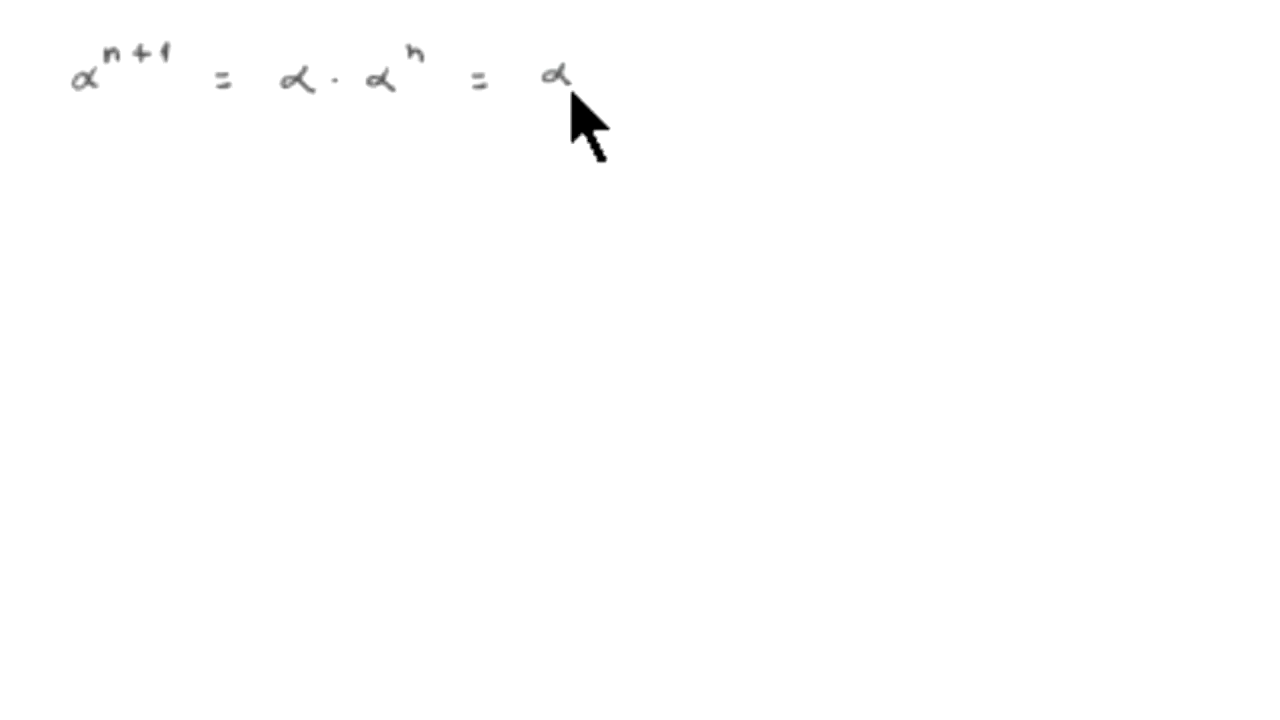 α^{n+1} = α · α^n = α